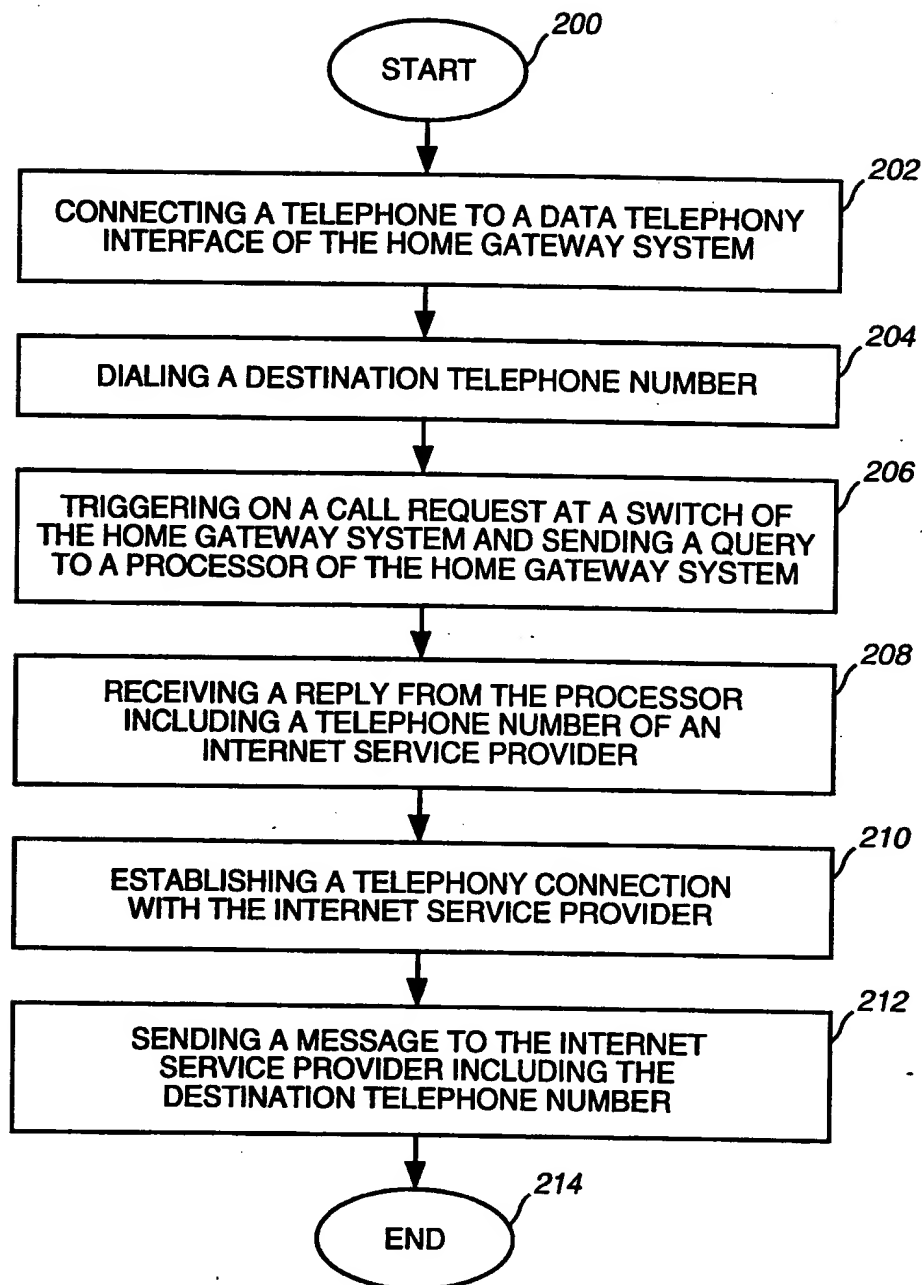 200
START
202
CONNECTING A TELEPHONE TO A DATA TELEPHONY
INTERFACE OF THE HOME GATEWAY SYSTEM
204
DIALING A DESTINATION TELEPHONE NUMBER
206
TRIGGERING ON A CALL REQUEST AT A SWITCH OF
THE HOME GATEWAY SYSTEM AND SENDING A QUERY
TO A PROCESSOR OF THE HOME GATEWAY SYSTEM
208
RECEIVING A REPLY FROM THE PROCESSOR
INCLUDING A TELEPHONE NUMBER OF AN
INTERNET SERVICE PROVIDER
210
ESTABLISHING A TELEPHONY CONNECTION
WITH THE INTERNET SERVICE PROVIDER
212
SENDING A MESSAGE TO THE INTERNET
SERVICE PROVIDER INCLUDING THE
DESTINATION TELEPHONE NUMBER
214
END